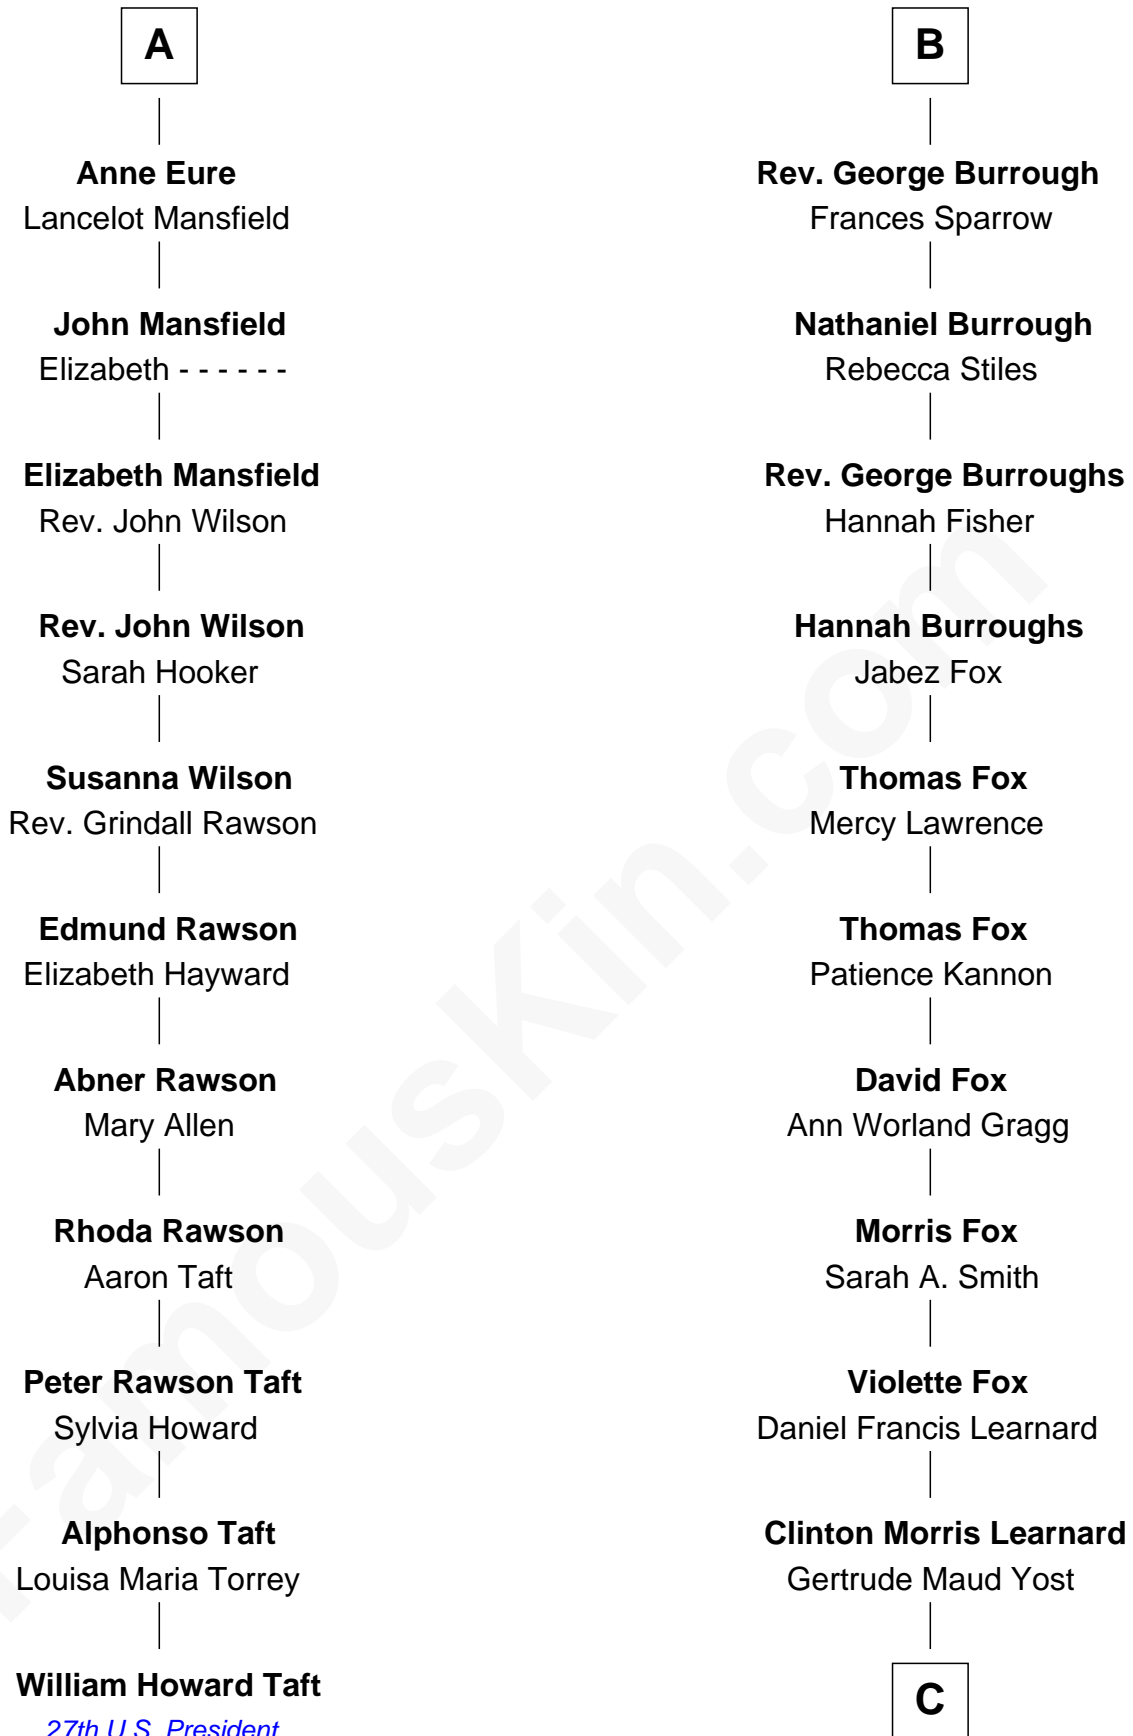 A
Anne Eure
Lancelot Mansfield
John Mansfield
Elizabeth - - - - - -
Elizabeth Mansfield
Rev. John Wilson
Rev. John Wilson
Sarah Hooker
Susanna Wilson
Rev. Grindall Rawson
Edmund Rawson
Elizabeth Hayward
Abner Rawson
Mary Allen
Rhoda Rawson
Aaron Taft
Peter Rawson Taft
Sylvia Howard
Alphonso Taft
Louisa Maria Torrey
William Howard Taft
27th U.S. President
B
Rev. George Burrough
Frances Sparrow
Nathaniel Burrough
Rebecca Stiles
Rev. George Burroughs
Hannah Fisher
Hannah Burroughs
Jabez Fox
Thomas Fox
Mercy Lawrence
Thomas Fox
Patience Kannon
David Fox
Ann Worland Gragg
Morris Fox
Sarah A. Smith
Violette Fox
Daniel Francis Learnard
Clinton Morris Learnard
Gertrude Maud Yost
C
FamousKin.com